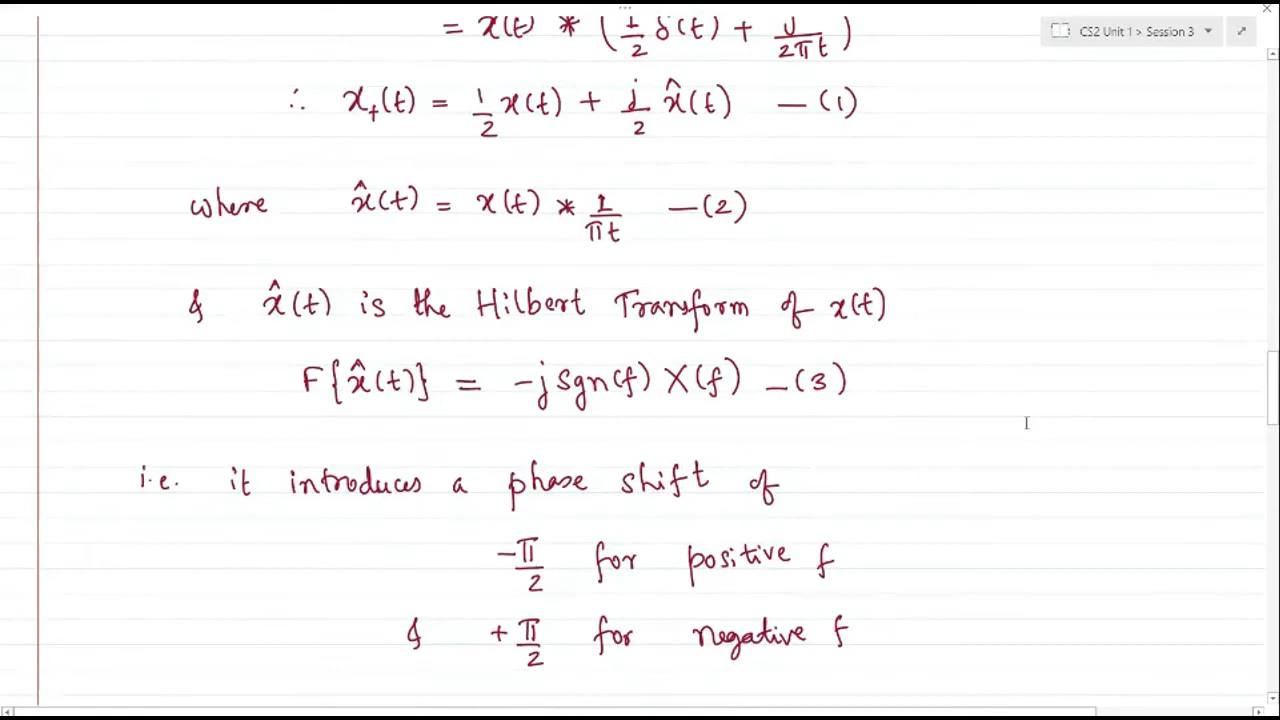 CS2 Unit 1 > Session 3
= x(t) * (1/2 δ(t) + j/2πt)
∴ x₊(t) = 1/2 x(t) + j/2 x̂(t) — (1)
where x̂(t) = x(t) * 1/πt — (2)
& x̂(t) is the Hilbert Transform of x(t)
F{x̂(t)} = -j Sgn(f) X(f) — (3)
i.e. it introduces a phase shift of
-π/2 for positive f
& +π/2 for negative f